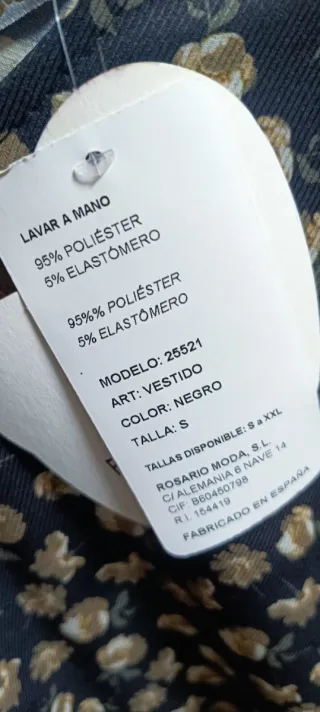 LAVAR A MANO
95% POLIÉSTER
5% ELASTÓMERO
95%% POLIÉSTER
5% ELASTÓMERO
MODELO: 25521
ART: VESTIDO
COLOR: NEGRO
TALLA: S
TALLAS DISPONIBLE: S a XXL
ROSARIO MODA, S.L.
C/ ALEMANIA 6 NAVE 14
CIF: B60450798
R.I. 154419
FABRICADO EN ESPAÑA